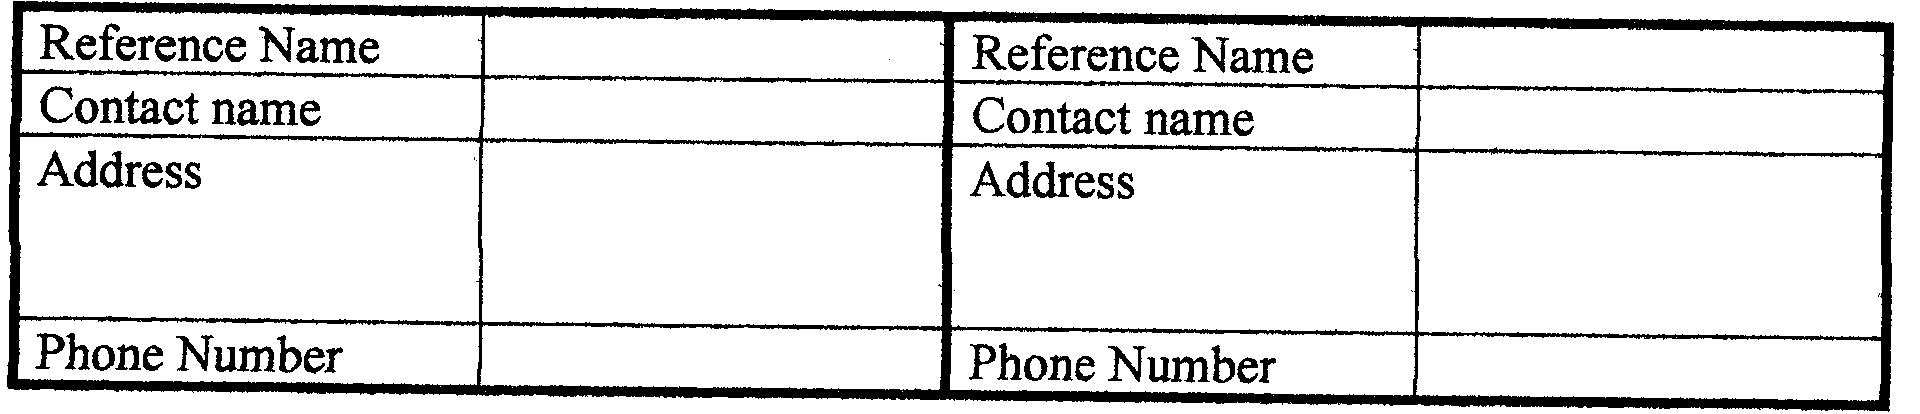 Reference Name Reference Name
Contact name Contact name
Address Address
Phone Number Phone Number